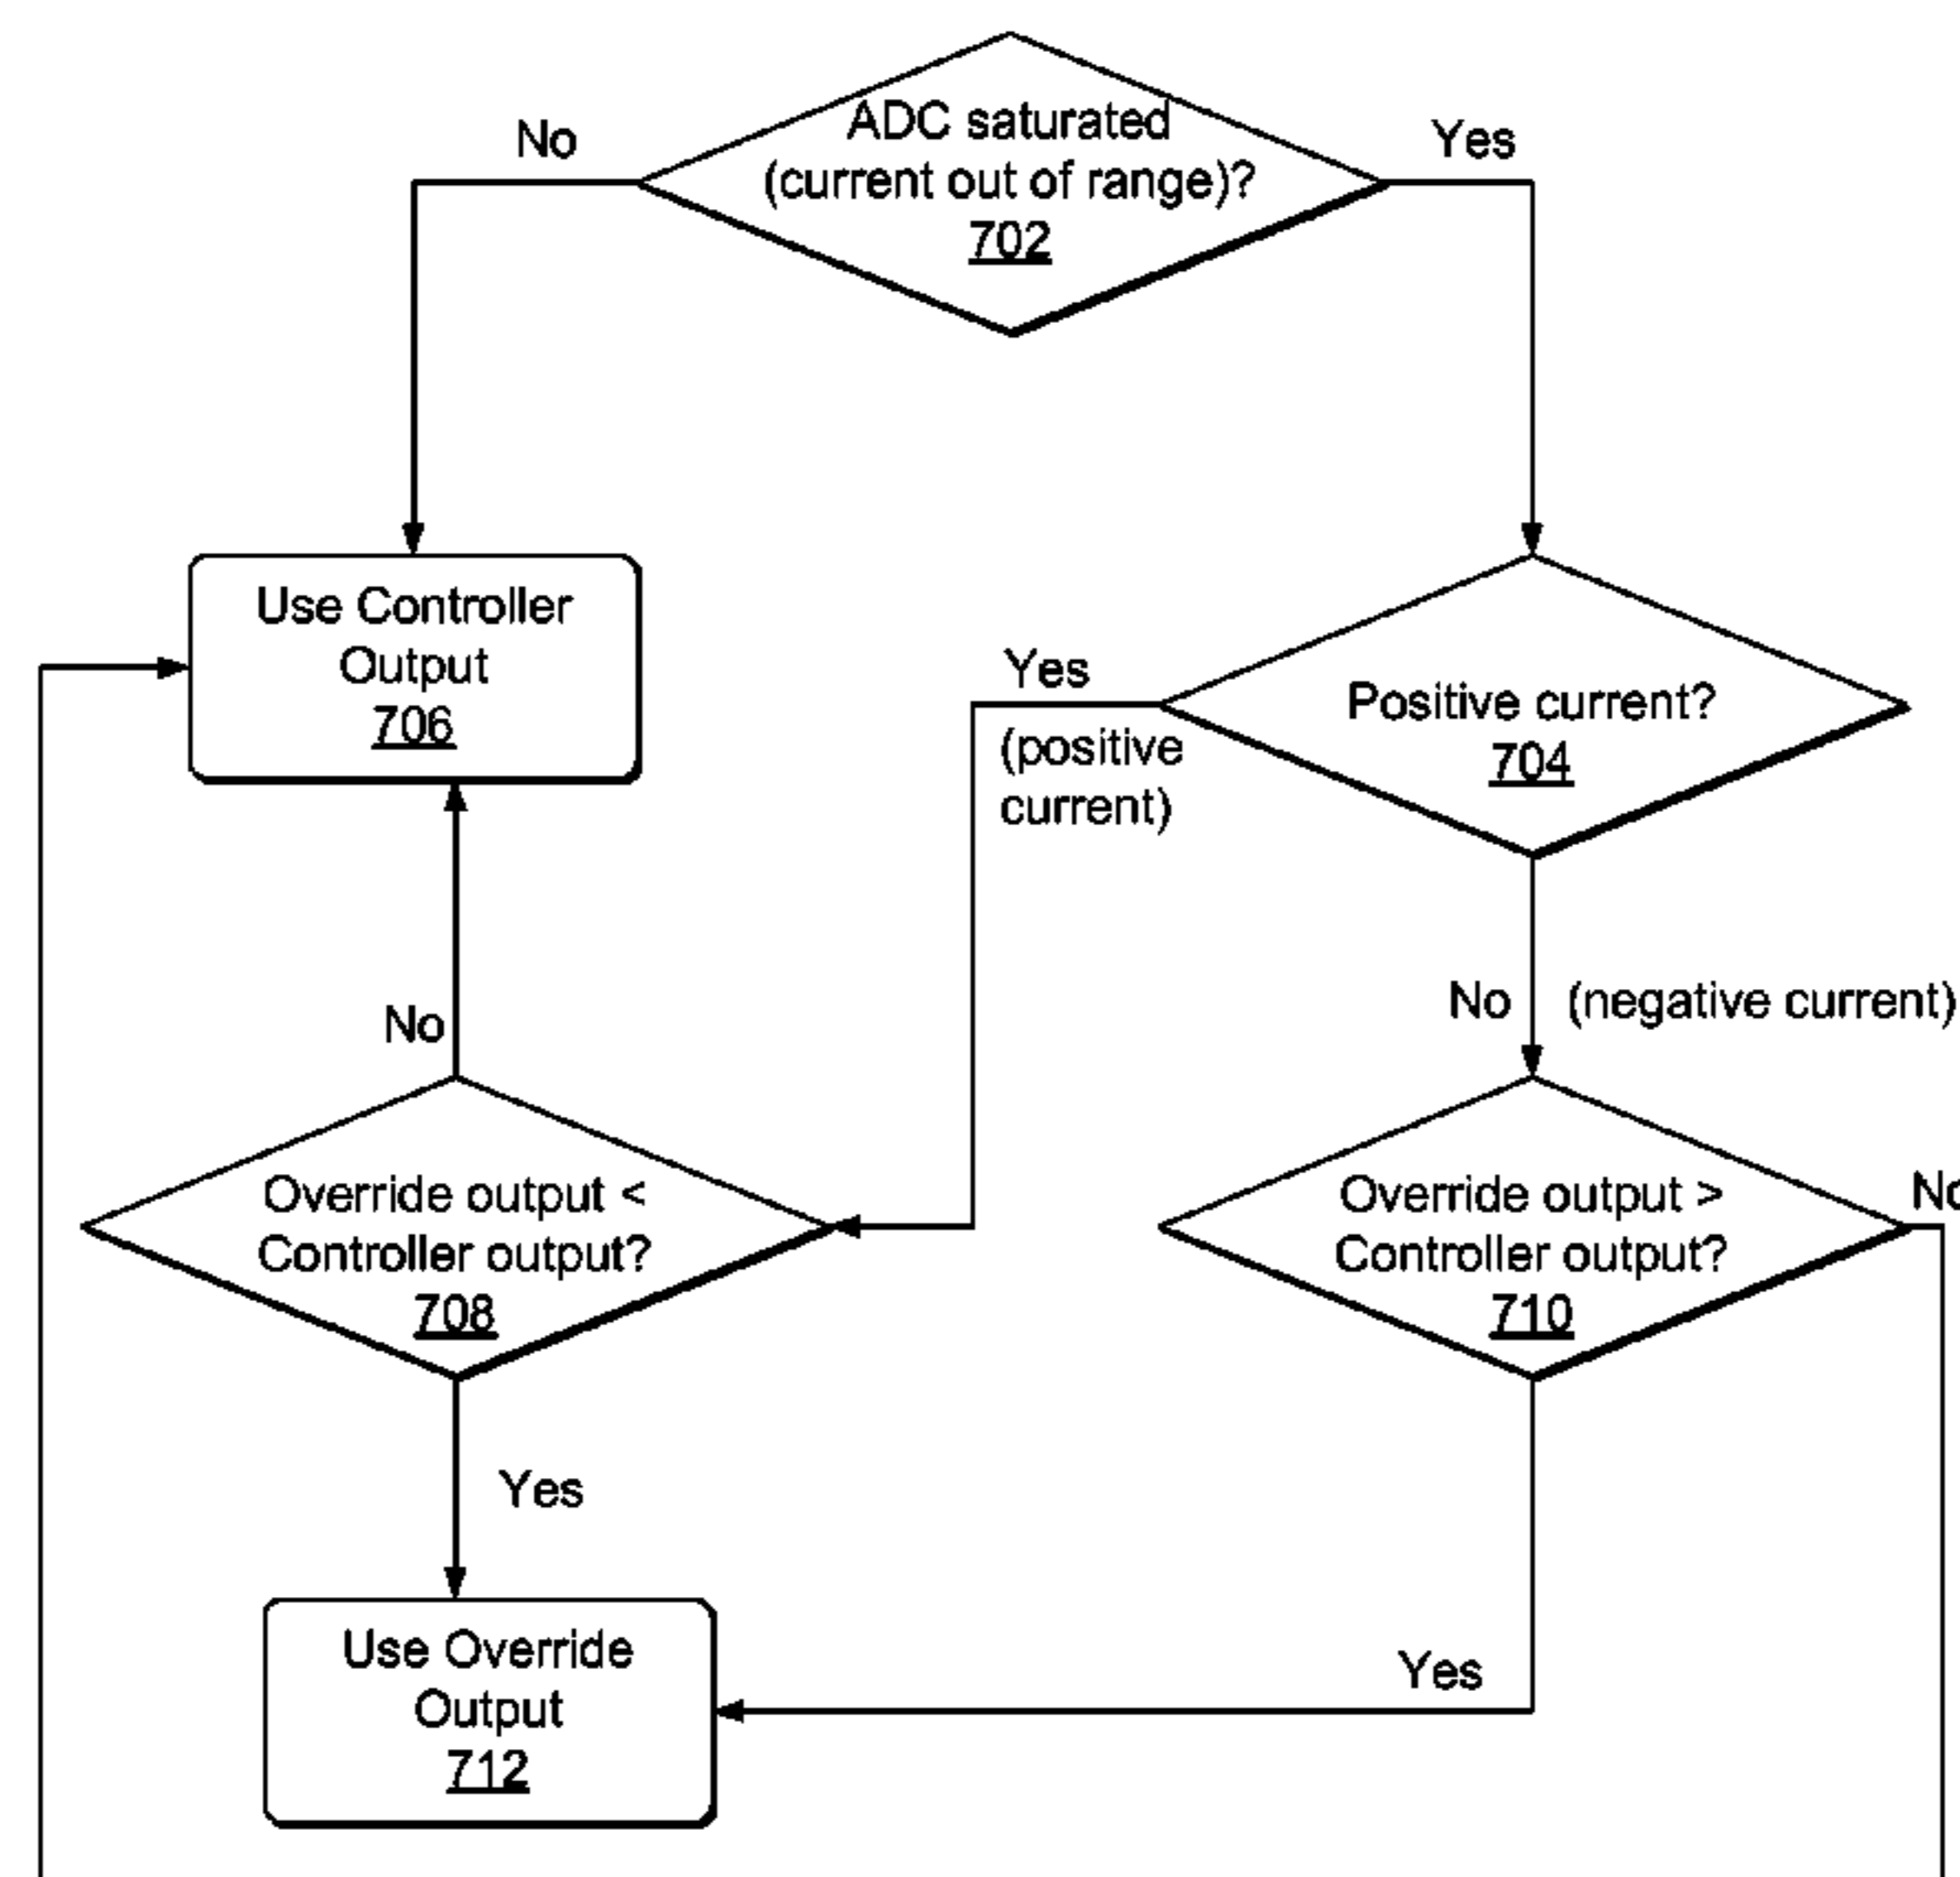 ADC saturated
(current out of range)?
702
No
Yes
Use Controller
Output
706
Positive current?
704
Yes
(positive
current)
No (negative current)
No
Override output <
Controller output?
708
Override output >
Controller output?
710
No
Yes
Use Override
Output
712
Yes